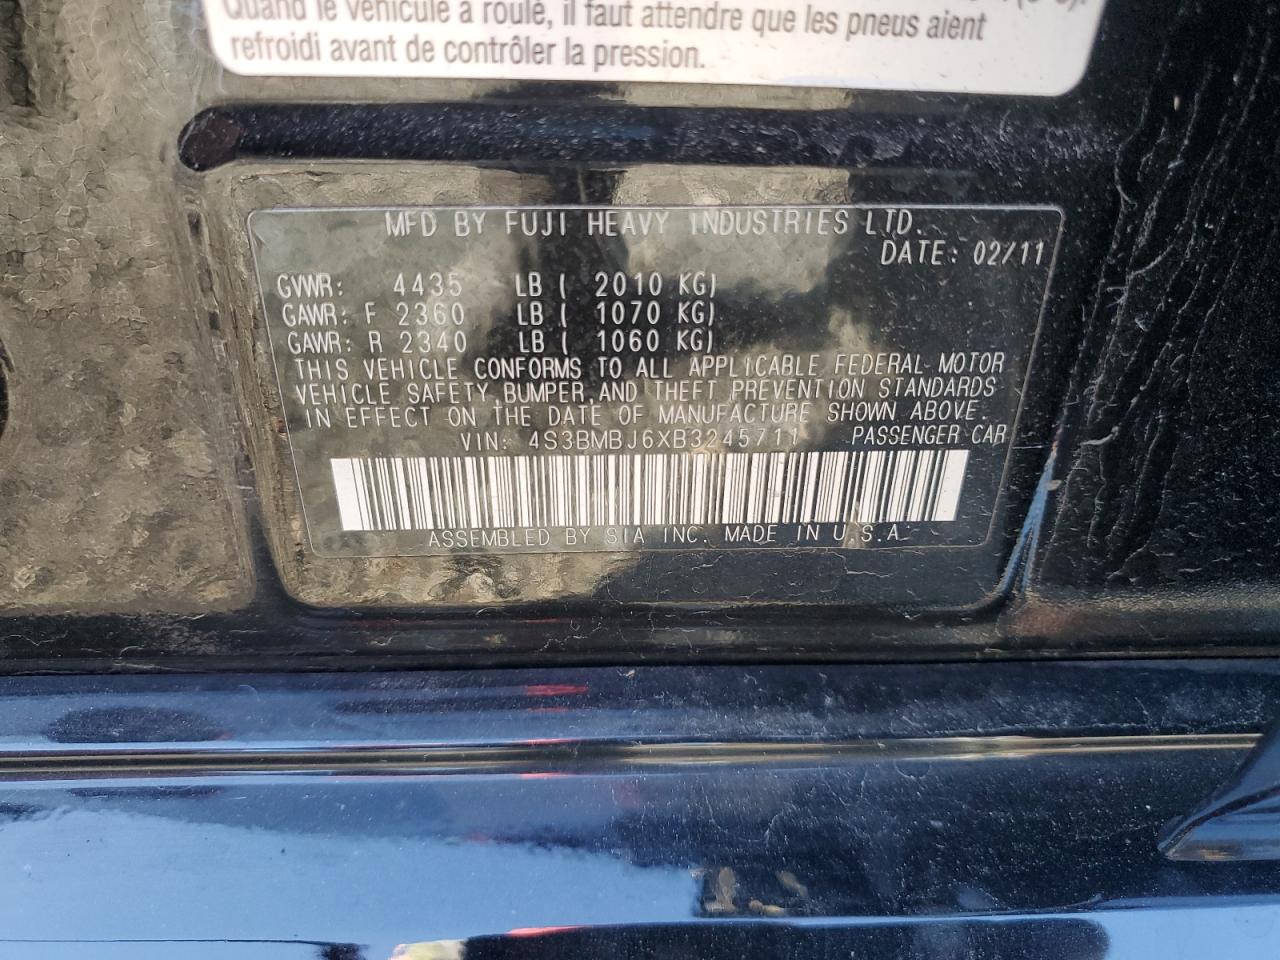 Quand le véhicule a roulé, il faut attendre que les pneus aient
refroidi avant de contrôler la pression.
MFD BY FUJI HEAVY INDUSTRIES LTD.
DATE: 02/11
GVWR: 4435 LB ( 2010 KG)
GAWR: F 2360 LB ( 1070 KG)
GAWR: R 2340 LB ( 1060 KG)
THIS VEHICLE CONFORMS TO ALL APPLICABLE FEDERAL MOTOR
VEHICLE SAFETY, BUMPER, AND THEFT PREVENTION STANDARDS
IN EFFECT ON THE DATE OF MANUFACTURE SHOWN ABOVE.
VIN: 4S3BMBJ6XB3245711 PASSENGER CAR
ASSEMBLED BY SIA INC. MADE IN U.S.A